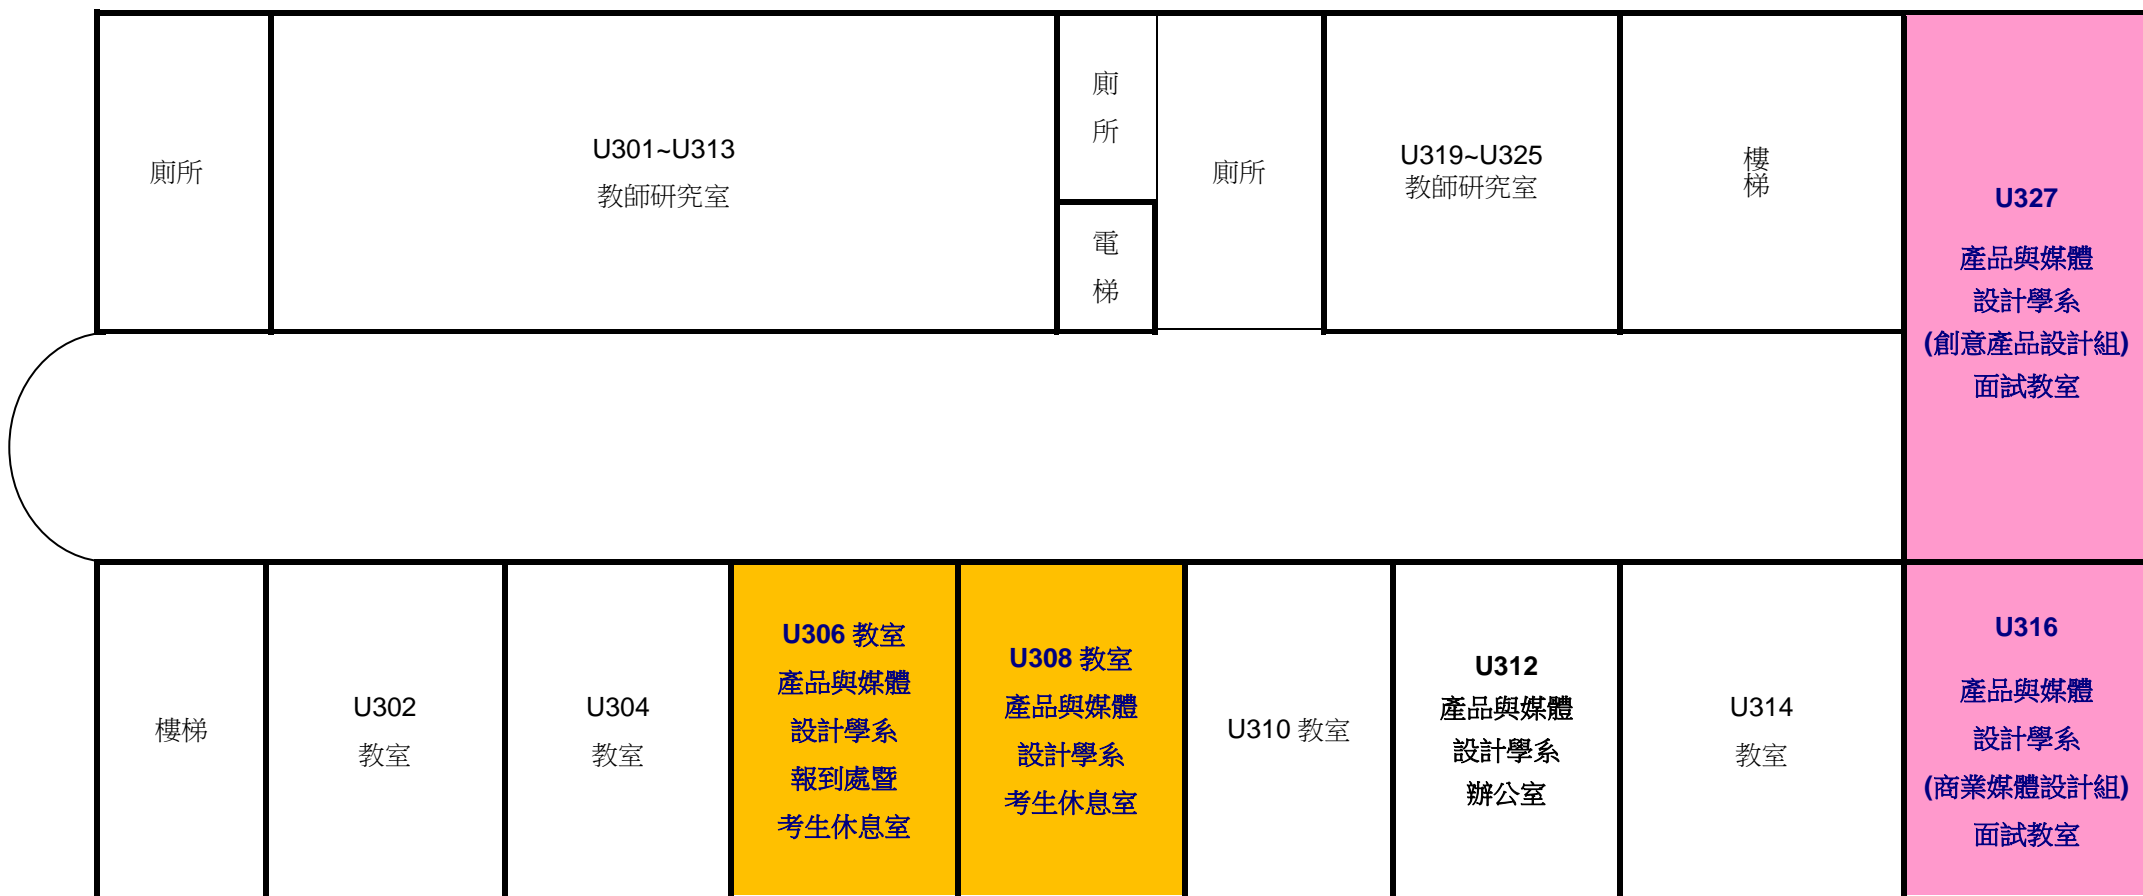 廁所
U301~U313
教師研究室
廁
所
電
梯
廁所
U319~U325
教師研究室
樓
梯
U327
產品與媒體
設計學系
(創意產品設計組)
面試教室
樓梯
U302
教室
U304
教室
U306 教室
產品與媒體
設計學系
報到處暨
考生休息室
U308 教室
產品與媒體
設計學系
考生休息室
U310 教室
U312
產品與媒體
設計學系
辦公室
U314
教室
U316
產品與媒體
設計學系
(商業媒體設計組)
面試教室